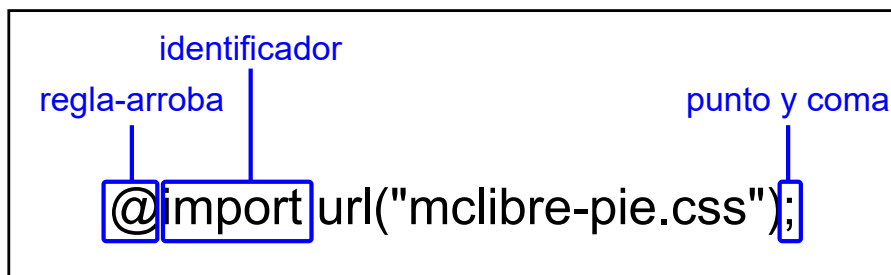 identificador
regla-arroba
punto y coma
@import url("mclibre-pie.css");